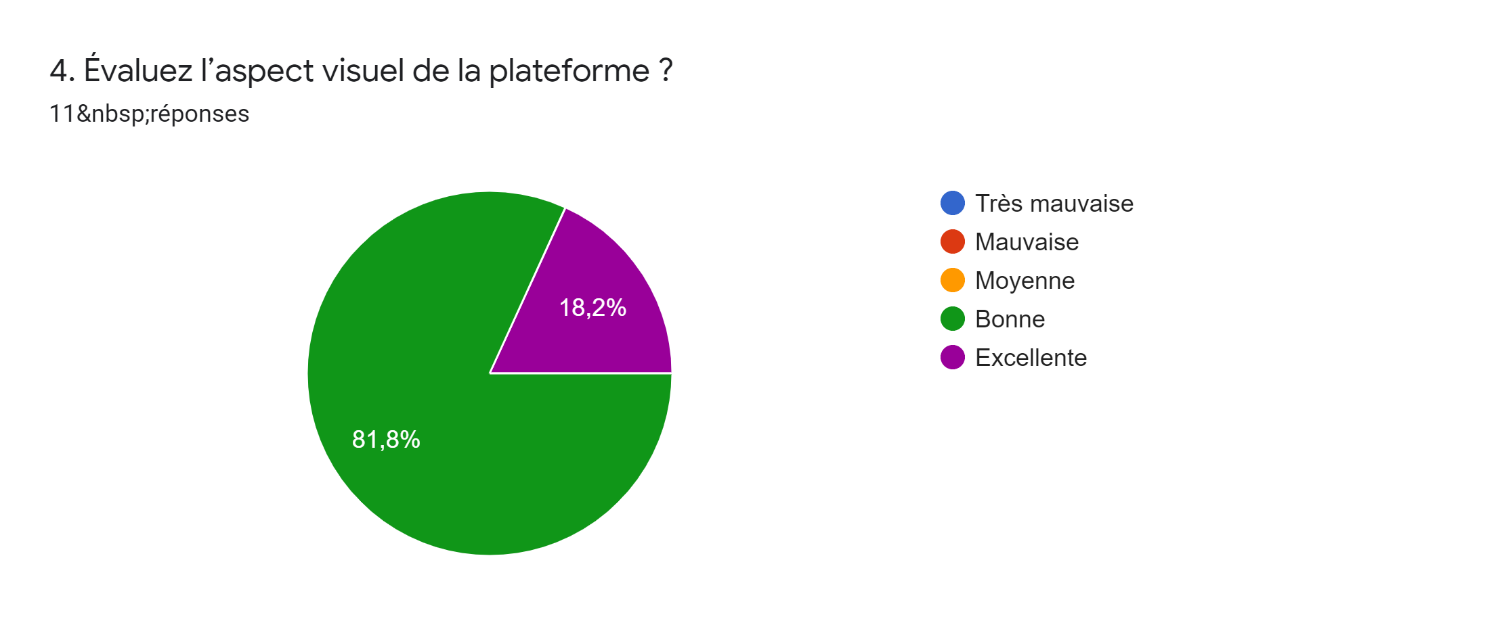 4. Évaluez l’aspect visuel de la plateforme ?
11&nbsp;réponses
18,2%
81,8%
Très mauvaise
Mauvaise
Moyenne
Bonne
Excellente